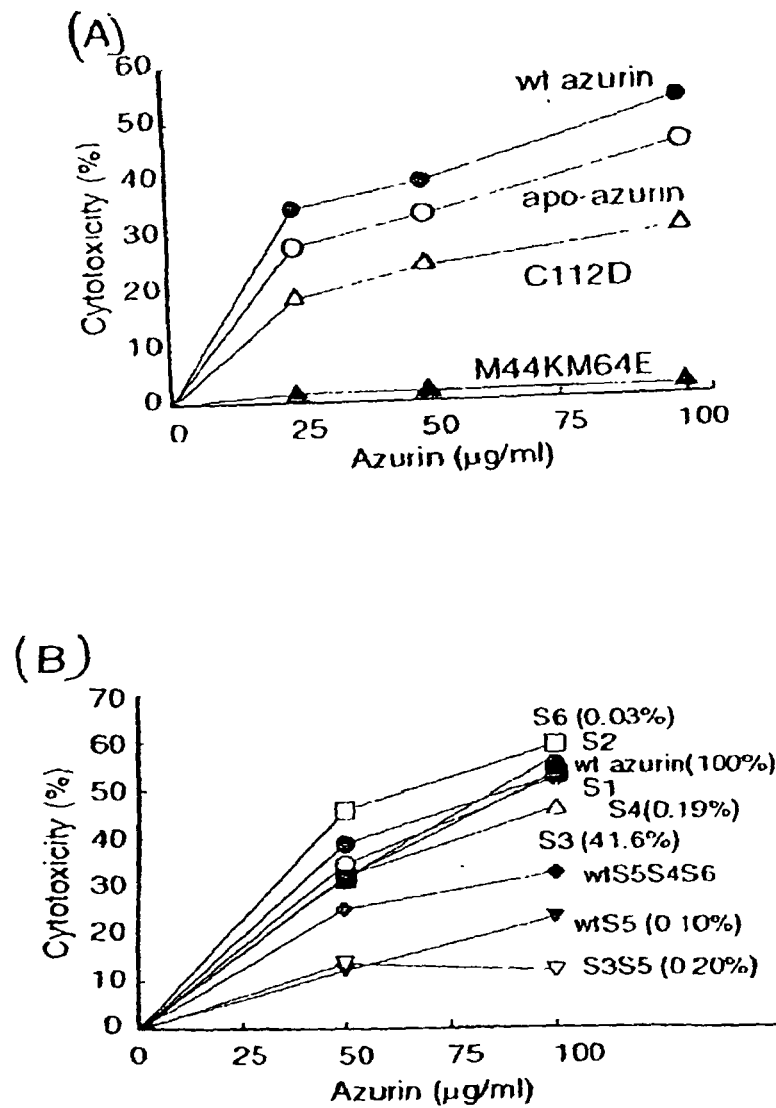 (A)
60
50
40
30
20
10
0
Cytotoxicity (%)
wt azurin
apo-azurin
C112D
M44KM64E
0 25 50 75 100
Azurin (µg/ml)
(B)
70
60
50
40
30
20
10
0
Cytotoxicity (%)
S6 (0.03%)
S2
wt azurin(100%)
S1
S4(0.19%)
S3 (41.6%)
wtS5S4S6
wtS5 (0 10%)
S3S5 (0 20%)
0 25 50 75 100
Azurin (µg/ml)